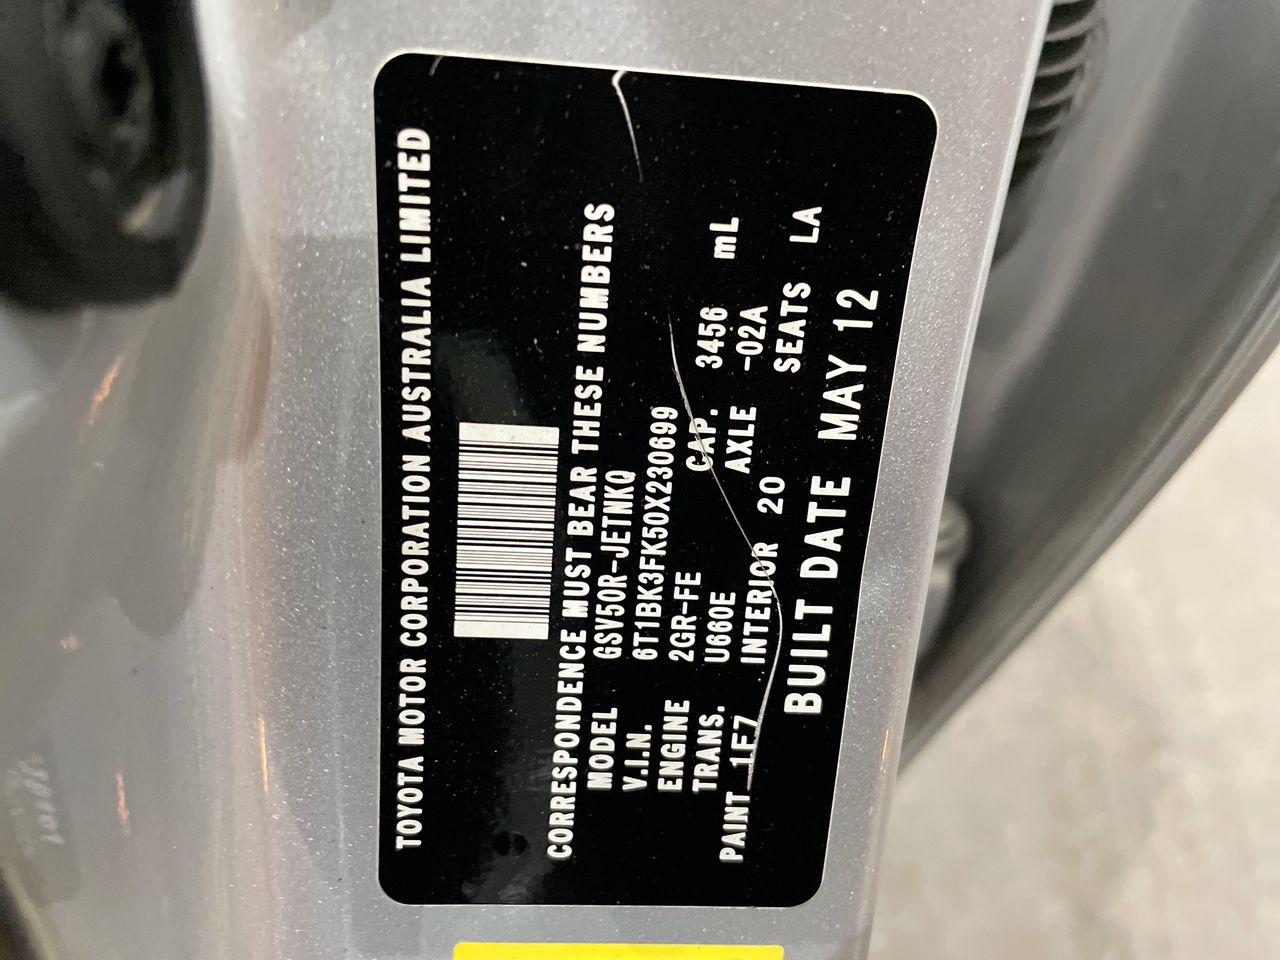 TOYOTA MOTOR CORPORATION AUSTRALIA LIMITED
CORRESPONDENCE MUST BEAR THESE NUMBERS
MODEL GSV50R-JETNKQ
V.I.N. 6T1BK3FK50X230699
ENGINE 2GR-FE CAP. 3456 mL
TRANS. U660E AXLE -02A
PAINT 1F7 INTERIOR 20 SEATS LA
BUILT DATE MAY 12